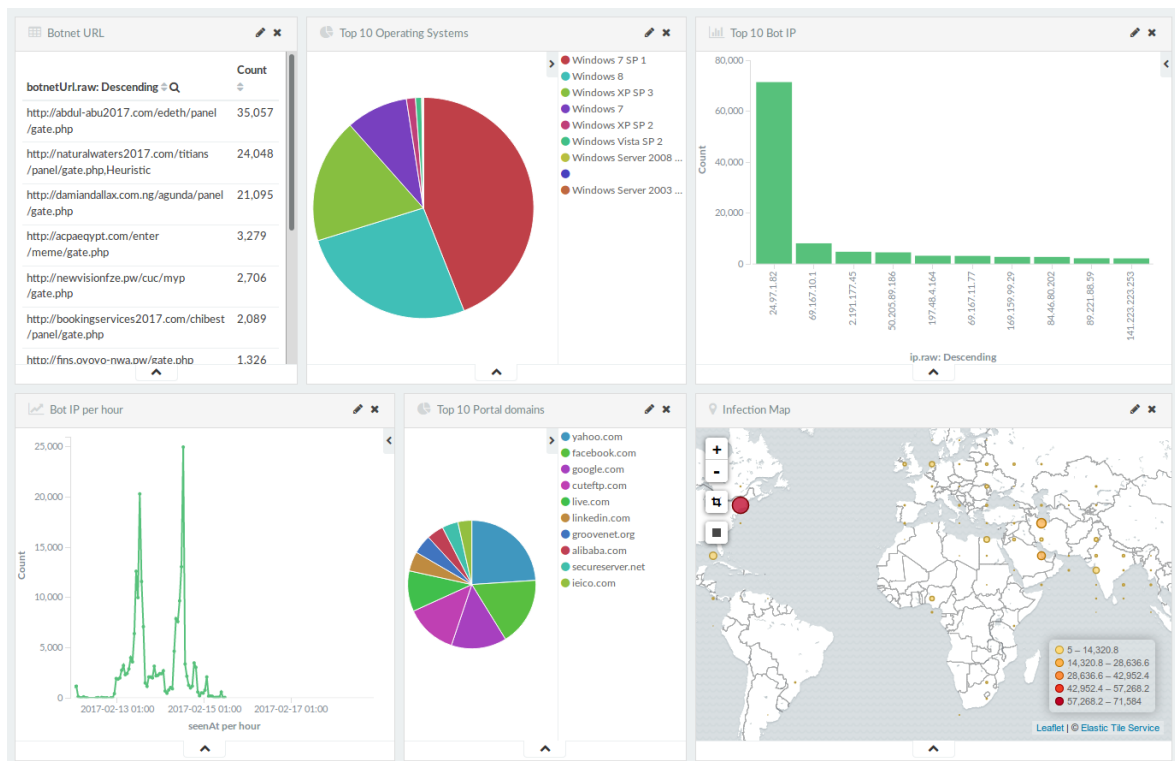 Botnet URL
botnetUrl.raw: Descending
Count
http://abdul-abu2017.com/edeth/panel
/gate.php
35,057
http://naturalwaters2017.com/titians
/panel/gate.php,Heuristic
24,048
http://damiandallax.com.ng/agunda/panel
/gate.php
21,095
http://acpaeqypt.com/enter
/meme/gate.php
3,279
http://newvisionfze.pw/cuc/myp
/gate.php
2,706
http://bookingservices2017.com/chibest
/panel/gate.php
2,089
http://fins.ovoyo-nwa.pw/gate.php
1,326
Top 10 Operating Systems
Windows 7 SP 1
Windows 8
Windows XP SP 3
Windows 7
Windows XP SP 2
Windows Vista SP 2
Windows Server 2008 ...
Windows Server 2003 ...
Top 10 Bot IP
80,000
60,000
40,000
20,000
0
Count
24.97.1.82
69.167.10.1
2.191.177.45
50.205.89.186
197.48.4.164
69.167.11.77
169.159.99.29
84.46.80.202
89.221.88.59
141.223.223.253
ip.raw: Descending
Bot IP per hour
25,000
20,000
15,000
10,000
5,000
0
Count
2017-02-13 01:00
2017-02-15 01:00
2017-02-17 01:00
seenAt per hour
Top 10 Portal domains
yahoo.com
facebook.com
google.com
cuteftp.com
live.com
linkedin.com
groovenet.org
alibaba.com
secureserver.net
ieico.com
Infection Map
+
-
5 – 14,320.8
14,320.8 – 28,636.6
28,636.6 – 42,952.4
42,952.4 – 57,268.2
57,268.2 – 71,584
Leaflet | © Elastic Tile Service